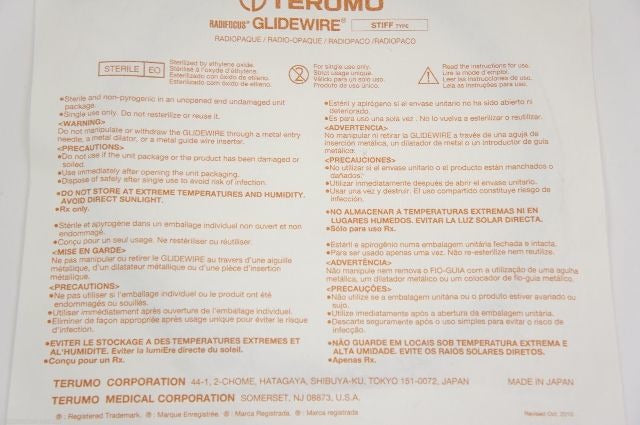 TERUMO
RADIFOCUS® GLIDEWIRE® STIFF TYPE
RADIOPAQUE / RADIO-OPAQUE / RADIOPACO /RADIOPACO
STERILE EO
Sterilized by ethylene oxide.
Stérilisé à l'oxyde d'éthylène.
Esterilizado con óxido de etileno.
Esterilizado com óxido de etileno.
2
For single use only.
Strict usage unique.
Válido para un solo uso.
Produto de uso único.
Read the instructions for use.
Lire le mode d'emploi.
Leer las instrucciones de uso.
Leia as instruções para uso.
●Sterile and non-pyrogenic in an unopened and undamaged unit
package.
●Single use only. Do not resterilize or reuse it.
<WARNING>
Do not manipulate or withdraw the GLIDEWIRE through a metal entry
needle, a metal dilator, or a metal guide wire inserter.
<PRECAUTIONS>
●Do not use if the unit package or the product has been damaged or
soiled.
●Use immediately after opening the unit packaging.
●Dispose of safely after single use to avoid risk of infection.
●DO NOT STORE AT EXTREME TEMPERATURES AND HUMIDITY.
AVOID DIRECT SUNLIGHT.
●Rx only.
●Stérile et apyrogène dans un emballage individuel non ouvert et non
endommagé.
●Conçu pour un seul usage. Ne restériliser ou réutiliser.
<MISE EN GARDE>
Ne pas manipuler ou retirer le GLIDEWIRE au travers d'une aiguille
métallique, d'un dilatateur métallique ou d'une pièce d'insertion
métallique.
<PRECAUTIONS>
●Ne pas utiliser si l'emballage individuel ou le produit ont été
endommagés ou souillés.
●Utiliser immédiatement après ouverture de l'emballage individuel.
●Eliminer de façon appropriée après usage unique pour éviter le risque
d'infection.
●EVITER LE STOCKAGE A DES TEMPERATURES EXTREMES ET
AL'HUMIDITE. Eviter la lumiEre directe du soleil.
●Conçu pour un Rx.
●Estéril y apirógeno si el envase unitario no ha sido abierto ni
deteriorado.
●Es para uso una sola vez . No lo vuelva a esterilizar o reutilizar.
<ADVERTENCIA>
No manipular ni retirar la GLIDEWIRE a través de una aguja de
inserción metálica, un dilatador de metal o un introductor de guía
metálico.
<PRECAUCIONES>
●No utilizar si el envase unitario o el producto están manchados o
dañados.
●Utilizar inmediatamente después de abrir el envase unitario.
●Usar una vez y destruir. El uso compartido constituye riesgo de
infección.
●NO ALMACENAR A TEMPERATURAS EXTREMAS NI EN
LUGARES HUMEDOS. EVITAR LA LUZ SOLAR DIRECTA.
●Sólo para uso Rx.
●Estéril e apirogênio numa embalagem unitária fechada e intacta.
●Para ser usado apenas uma vez. Não re-esterilize nem reutilize.
<ADVERTÊNCIA>
Não manipule nem remova o FIO-GUIA com a utilização de uma agulha
metálica, um dilatador metálico ou um colocador de fio-guia metálico.
<PRECAUÇÕES>
●Não utilize se a embalagem unitária ou o produto estiver avariado ou
sujo.
●Utilize imediatamente após a abertura da embalagem unitária.
●Descarte seguramente após o uso simples para evitar o risco de
infecção.
●NÃO GUARDE EM LOCAIS SOB TEMPERATURA EXTREMA E
ALTA UMIDADE. EVITE OS RAIOS SOLARES DIRETOS.
●Apenas Rx.
TERUMO CORPORATION 44-1, 2-CHOME, HATAGAYA, SHIBUYA-KU, TOKYO 151-0072, JAPAN MADE IN JAPAN
TERUMO MEDICAL CORPORATION SOMERSET, NJ 08873, U.S.A.
® : Registered Trademark. ® : Marque Enregistrée. ® : Marca Registrada. ® : Marca registrada
Revised Oct. 2010